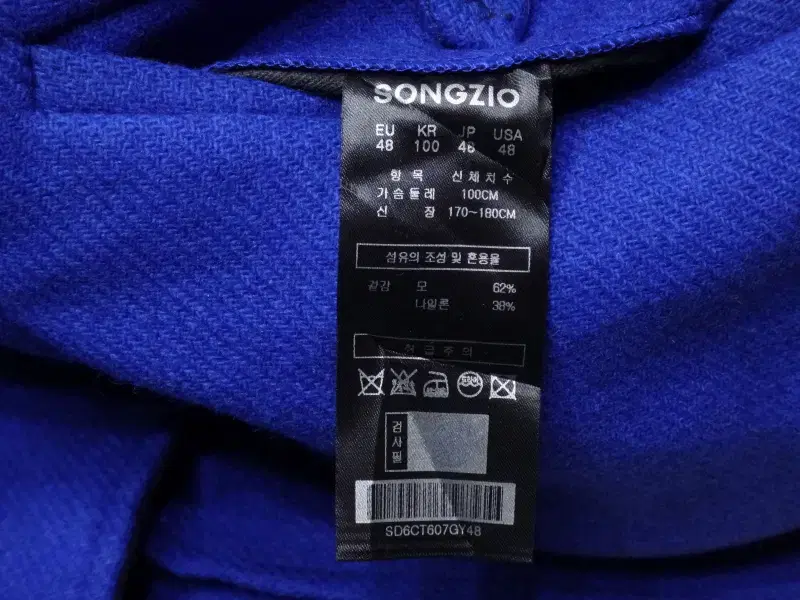 SONGZIO
EU KR JP USA
48 100 48 48
항 목 신체치수
가슴둘레 100CM
신 장 170~180CM
섬유의 조성 및 혼용율
겉감 모 62%
나일론 38%
취급주의
검사필
SD6CT607GY48